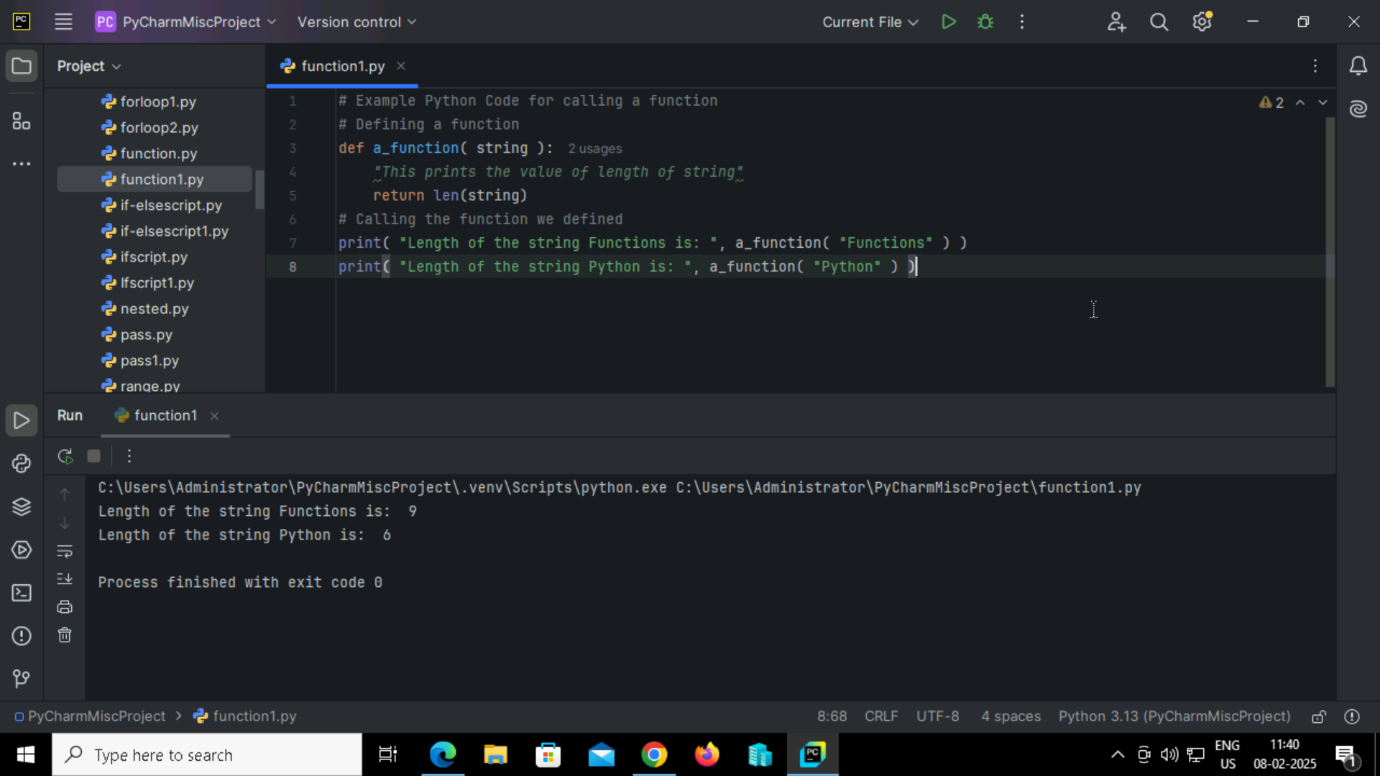 PC PyCharmMiscProject Version control Current File
Project function1.py
forloop1.py
forloop2.py
function.py
function1.py
if-elsescript.py
if-elsescript1.py
ifscript.py
Ifscript1.py
nested.py
pass.py
pass1.py
range.py
1 # Example Python Code for calling a function
2 # Defining a function
3 def a_function( string ): 2 usages
4 "This prints the value of length of string"
5 return len(string)
6 # Calling the function we defined
7 print( "Length of the string Functions is: ", a_function( "Functions" ) )
8 print( "Length of the string Python is: ", a_function( "Python" ) )
2
Run function1
C:\Users\Administrator\PyCharmMiscProject\.venv\Scripts\python.exe C:\Users\Administrator\PyCharmMiscProject\function1.py
Length of the string Functions is:  9
Length of the string Python is:  6
Process finished with exit code 0
PyCharmMiscProject > function1.py 8:68 CRLF UTF-8 4 spaces Python 3.13 (PyCharmMiscProject)
Type here to search PC ENG US 11:40 08-02-2025 1